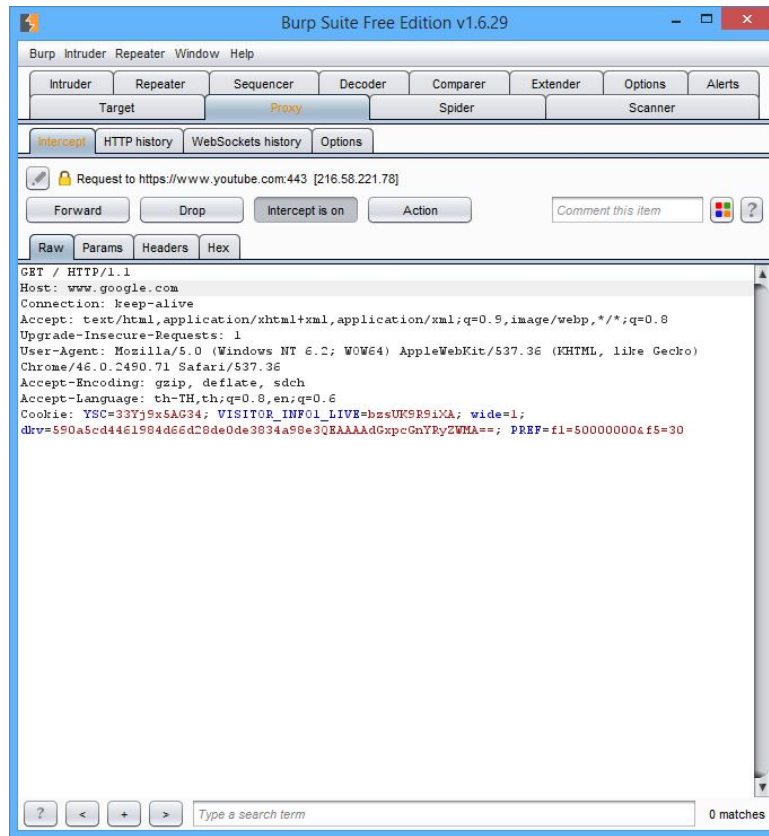 Burp Suite Free Edition v1.6.29
Burp Intruder Repeater Window Help
Intruder Repeater Sequencer Decoder Comparer Extender Options Alerts
Target Proxy Spider Scanner
Intercept HTTP history WebSockets history Options
Request to https://www.youtube.com:443 [216.58.221.78]
Forward Drop Intercept is on Action Comment this item ?
Raw Params Headers Hex
GET / HTTP/1.1
Host: www.google.com
Connection: keep-alive
Accept: text/html,application/xhtml+xml,application/xml;q=0.9,image/webp,*/*;q=0.8
Upgrade-Insecure-Requests: 1
User-Agent: Mozilla/5.0 (Windows NT 6.2; WOW64) AppleWebKit/537.36 (KHTML, like Gecko)
Chrome/46.0.2490.71 Safari/537.36
Accept-Encoding: gzip, deflate, sdch
Accept-Language: th-TH,th;q=0.8,en;q=0.6
Cookie: YSC=33Yj9x5AG34; VISITOR_INFO1_LIVE=bzsUK9R9iXA; wide=1;
dkv=590a5cd4461984d66d28de0de3834a98e3QEAAAAdGxpcGnYRyZWMA==; PREF=f1=50000000&f5=30
? < + > Type a search term 0 matches